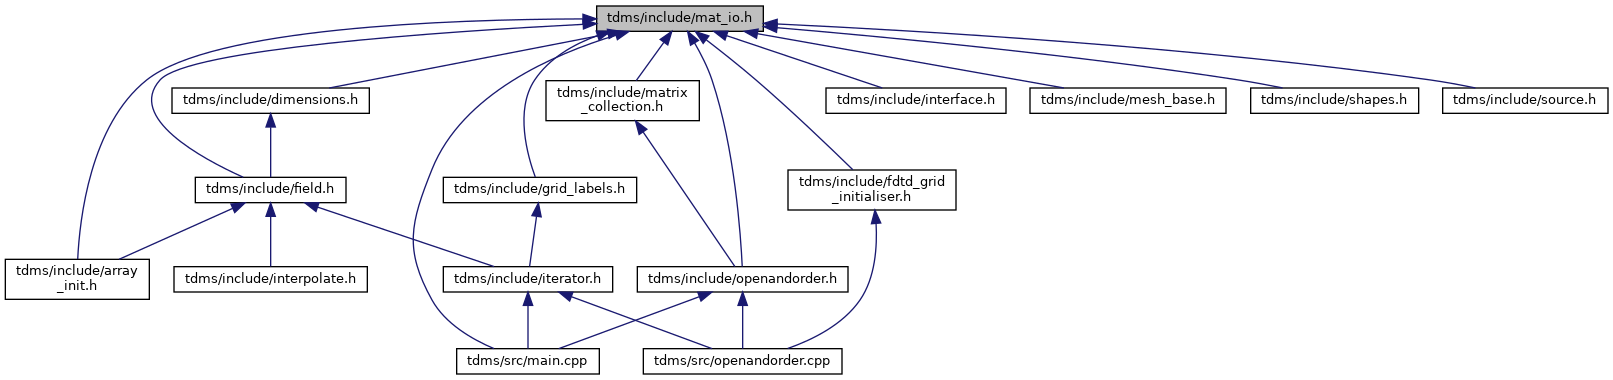 tdms/include/mat_io.h
tdms/include/dimensions.h
tdms/include/matrix
_collection.h
tdms/include/interface.h
tdms/include/mesh_base.h
tdms/include/shapes.h
tdms/include/source.h
tdms/include/field.h
tdms/include/grid_labels.h
tdms/include/fdtd_grid
_initialiser.h
tdms/include/array
_init.h
tdms/include/interpolate.h
tdms/include/iterator.h
tdms/include/openandorder.h
tdms/src/main.cpp
tdms/src/openandorder.cpp